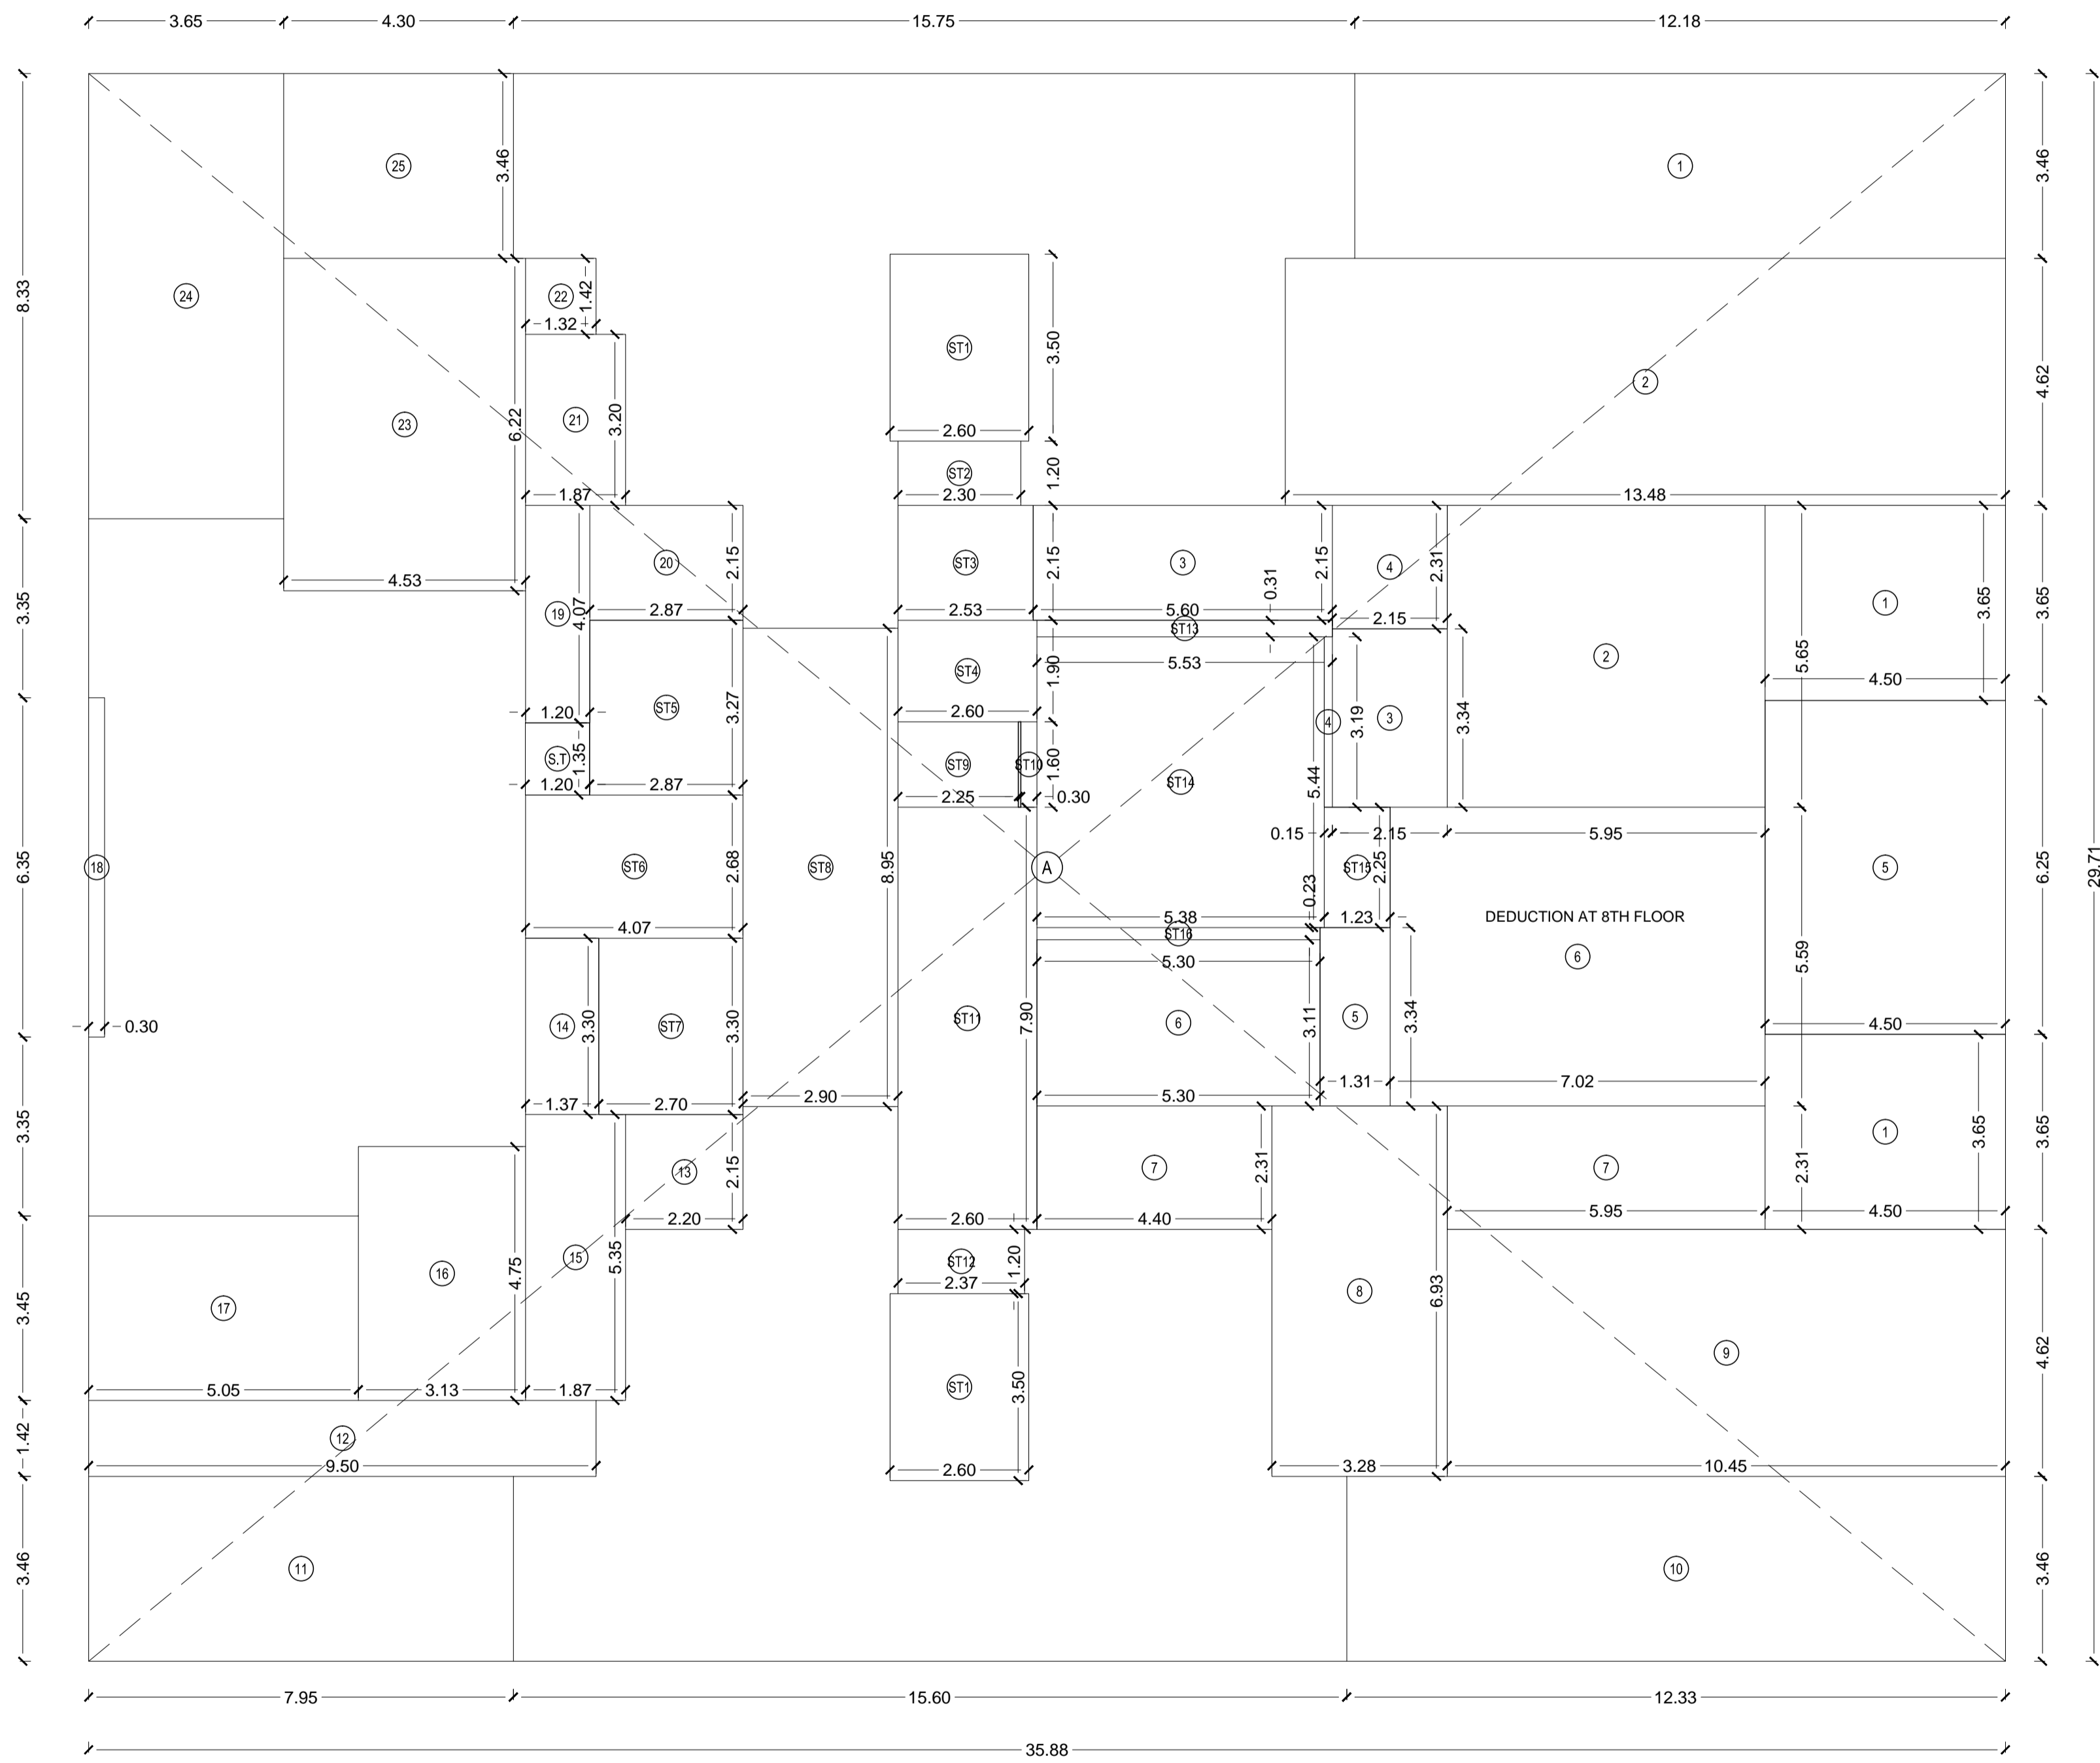 3.65 4.30 15.75 12.18
25 3.46 1 3.46
8.33 24 22 1.42
1.32
ST1 3.50 2 4.62
23 6.22 21 3.20
2.60
ST2 1.20
1.87 2.30 13.48
20 2.15 ST3 2.15 3 0.31 2.15 4 2.31
4.53 19 4.07 2.87 2.53 5.60 2.15 1 3.65 3.65
ST13
3.35 ST4 1.90 5.53 2 5.65
1.20 ST5 3.27 2.60 4 3.19 3 3.34 4.50
S.T 1.35 ST9 ST10 1.60 ST14 5.44
1.20 2.87 2.25 0.30
0.15 2.15 5.95
6.35 18 ST6 2.68 ST8 8.95 A ST15 2.25 5 6.25 29.71
0.23
4.07 5.38 1.23 DEDUCTION AT 8TH FLOOR
ST16
5.30 6 5.59
0.30 14 3.30 ST7 3.30 ST11 7.90 6 3.11 5 3.34 4.50
1.37 2.70 2.90 5.30 1.31 7.02
3.35 13 2.15 7 2.31 7 2.31 1 3.65 3.65
2.20 2.60 4.40 5.95 4.50
17 16 4.75 15 5.35 ST12 1.20
3.45 2.37 8 6.93 9 4.62
5.05 3.13 1.87 ST1 3.50
1.42 12
9.50 2.60 3.28 10.45
3.46 11 10 3.46
7.95 15.60 12.33
35.88